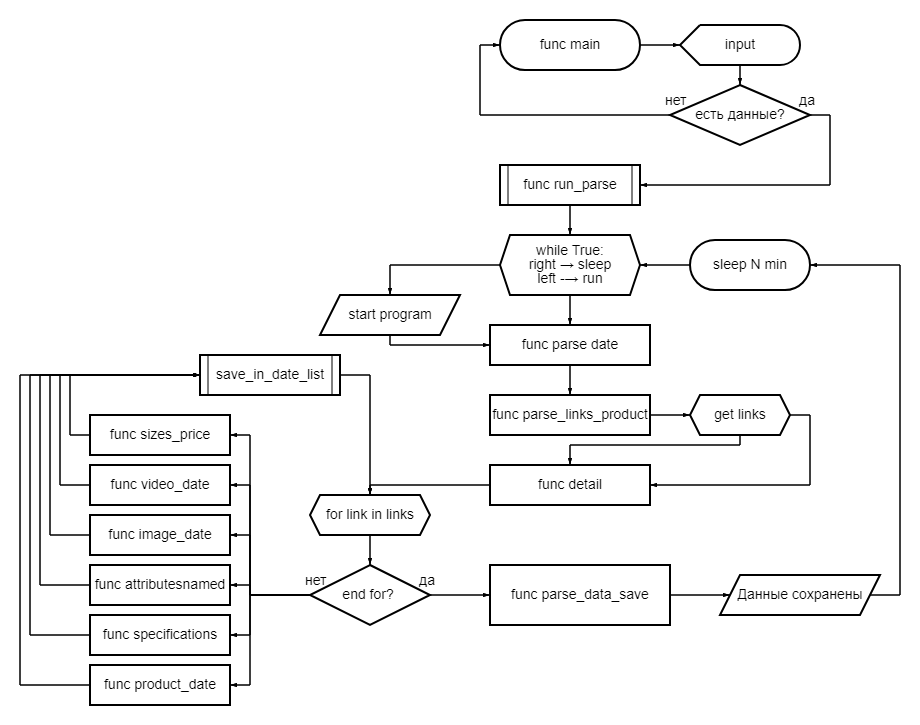 func main
input
нет
да
есть данные?
func run_parse
while True:
right → sleep
left -→ run
sleep N min
start program
func parse date
save_in_date_list
func parse_links_product
get links
func sizes_price
func video_date
func detail
for link in links
func image_date
func attributesnamed
нет
да
end for?
func parse_data_save
Данные сохранены
func specifications
func product_date